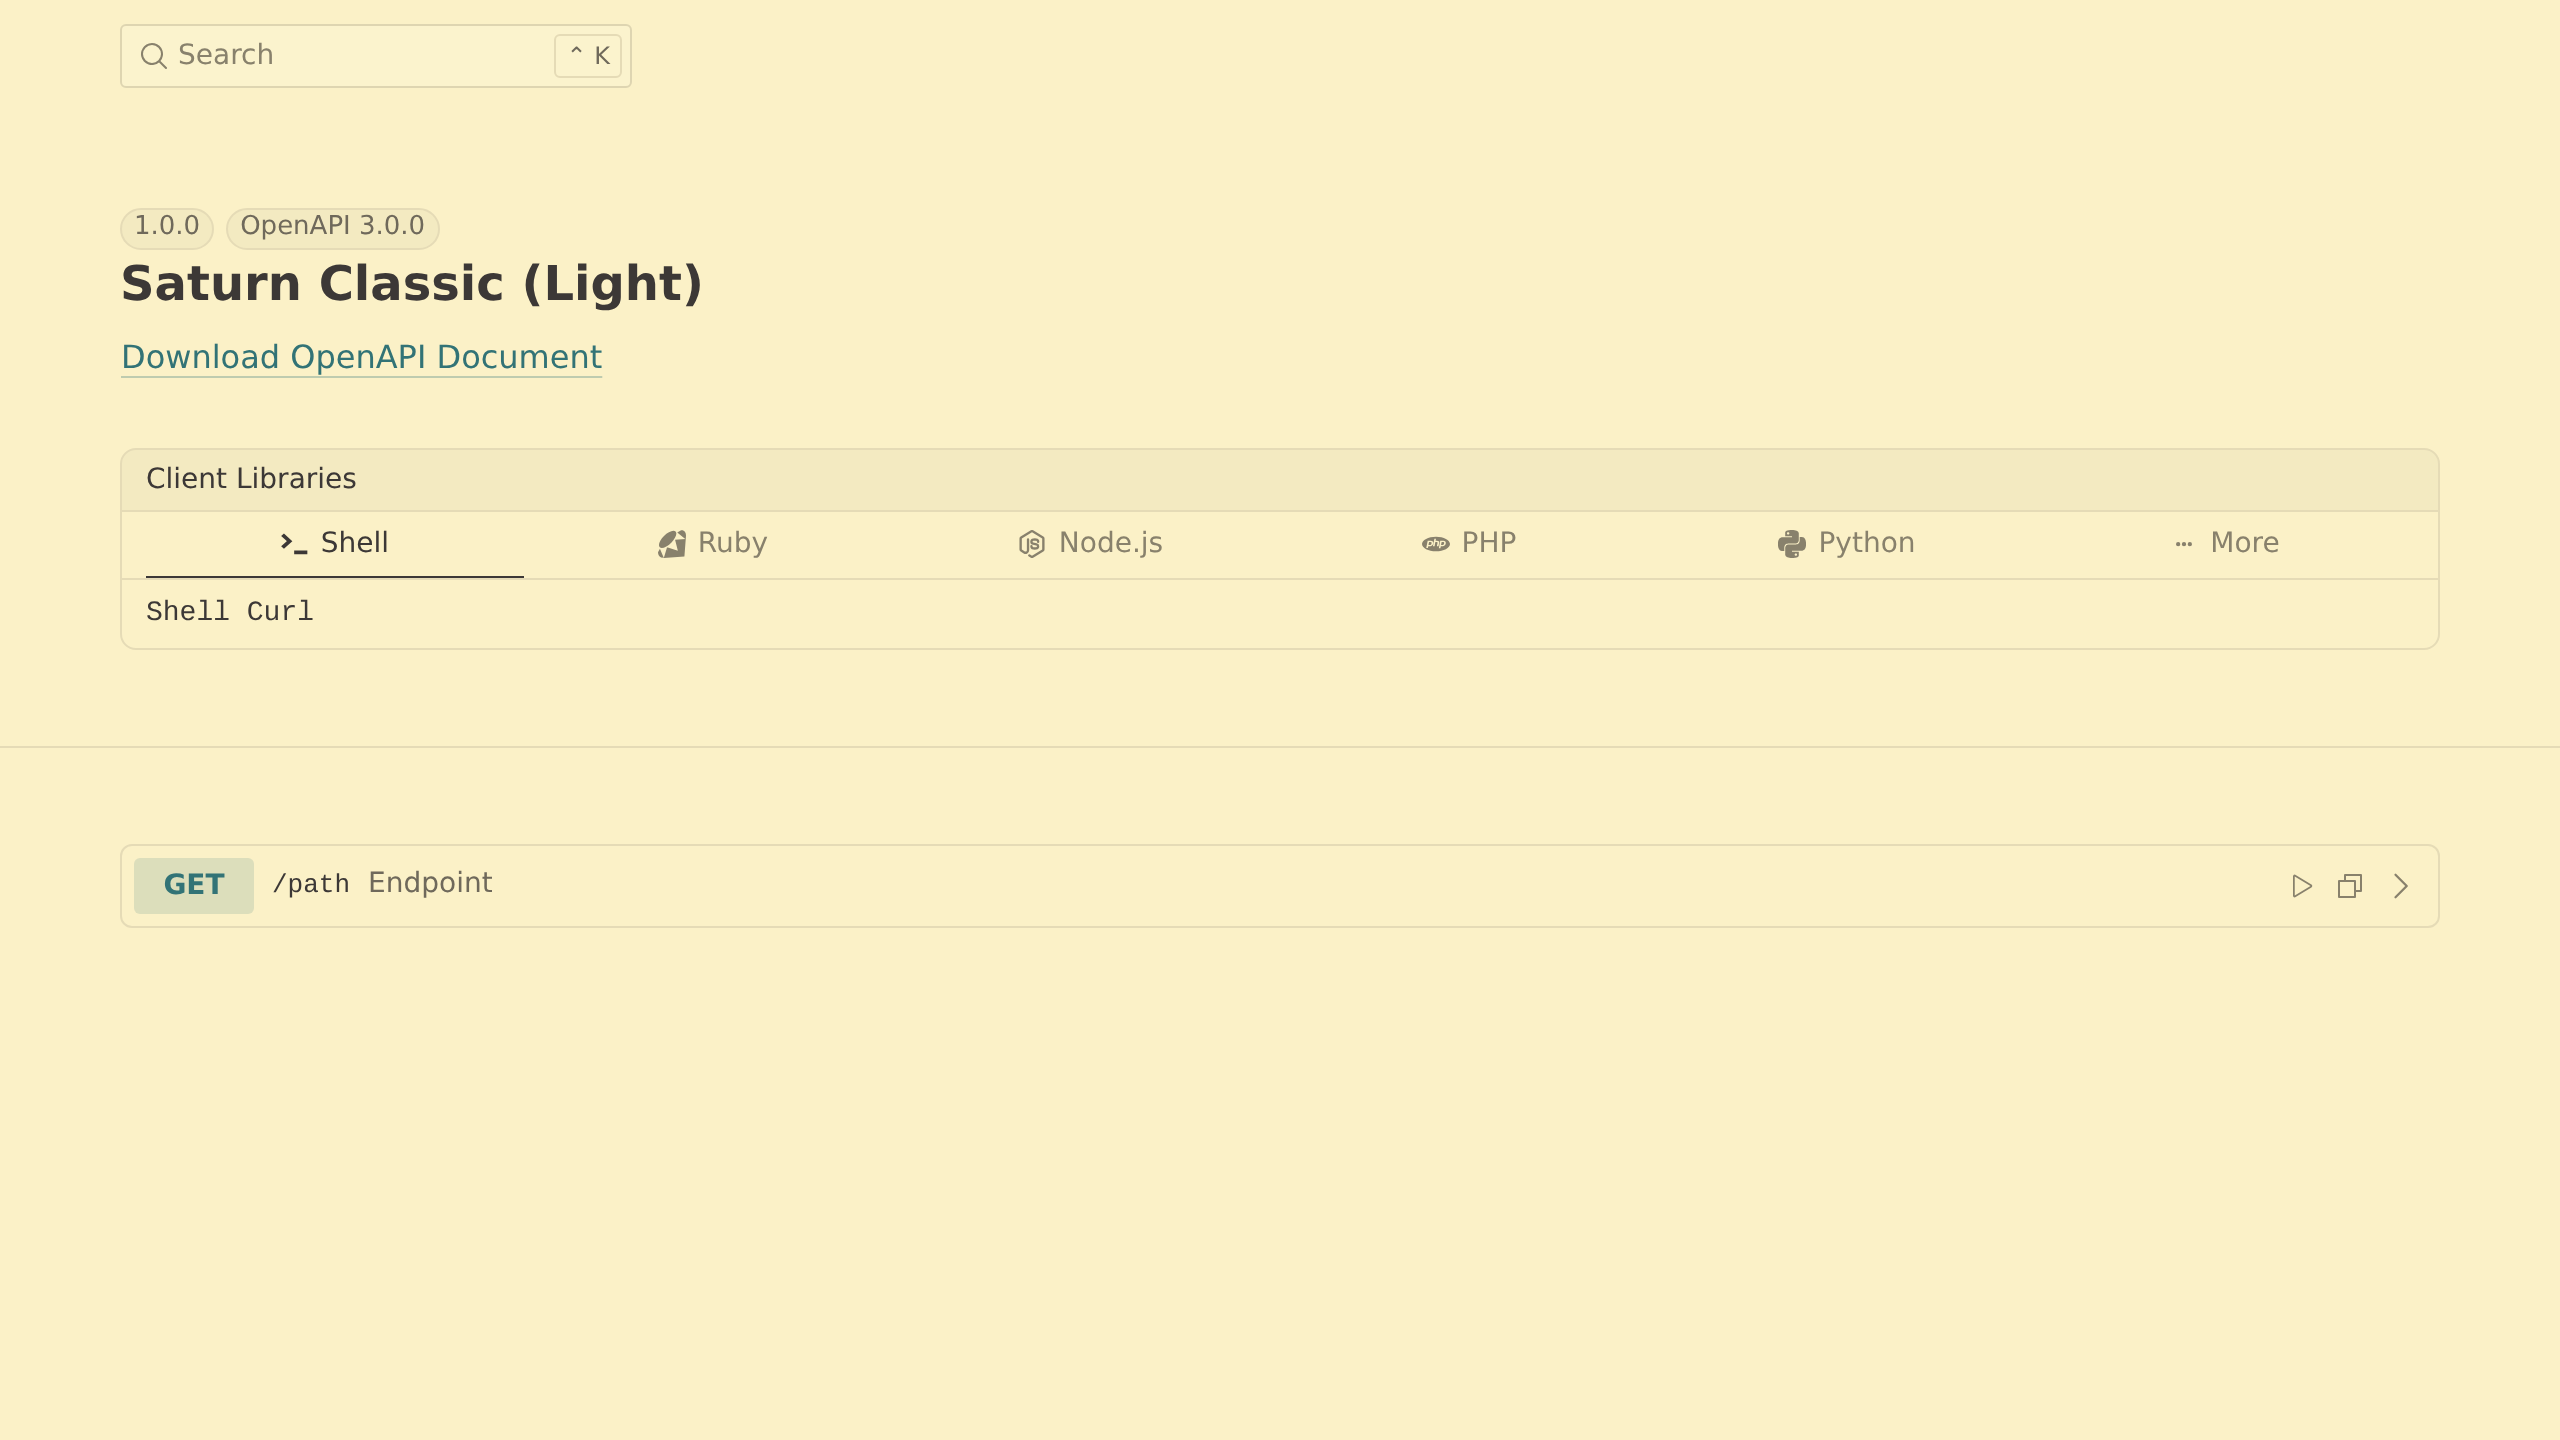 Search ⌃ K
1.0.0 OpenAPI 3.0.0
Saturn Classic (Light)
Download OpenAPI Document
Client Libraries
Shell Ruby Node.js PHP Python More
Shell Curl
GET /path Endpoint